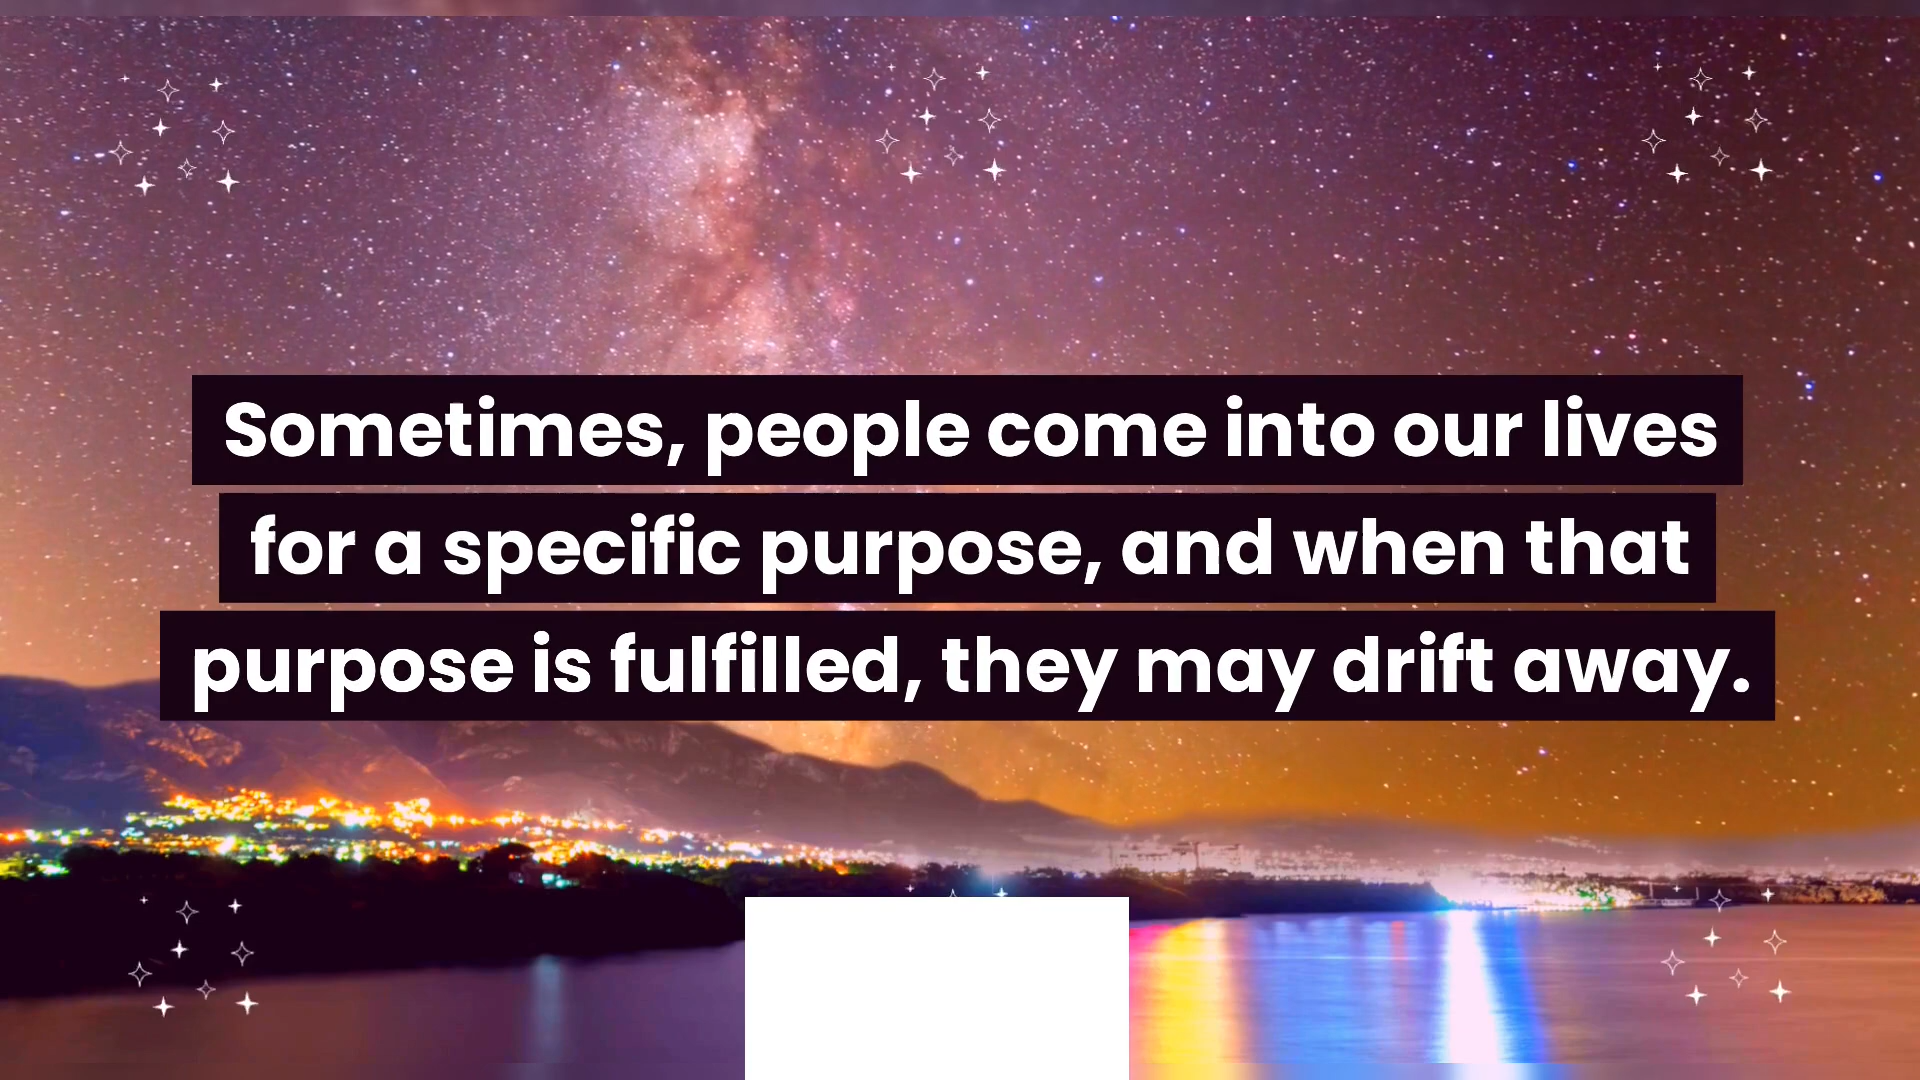 Sometimes, people come into our lives
for a specific purpose, and when that
purpose is fulfilled, they may drift away.